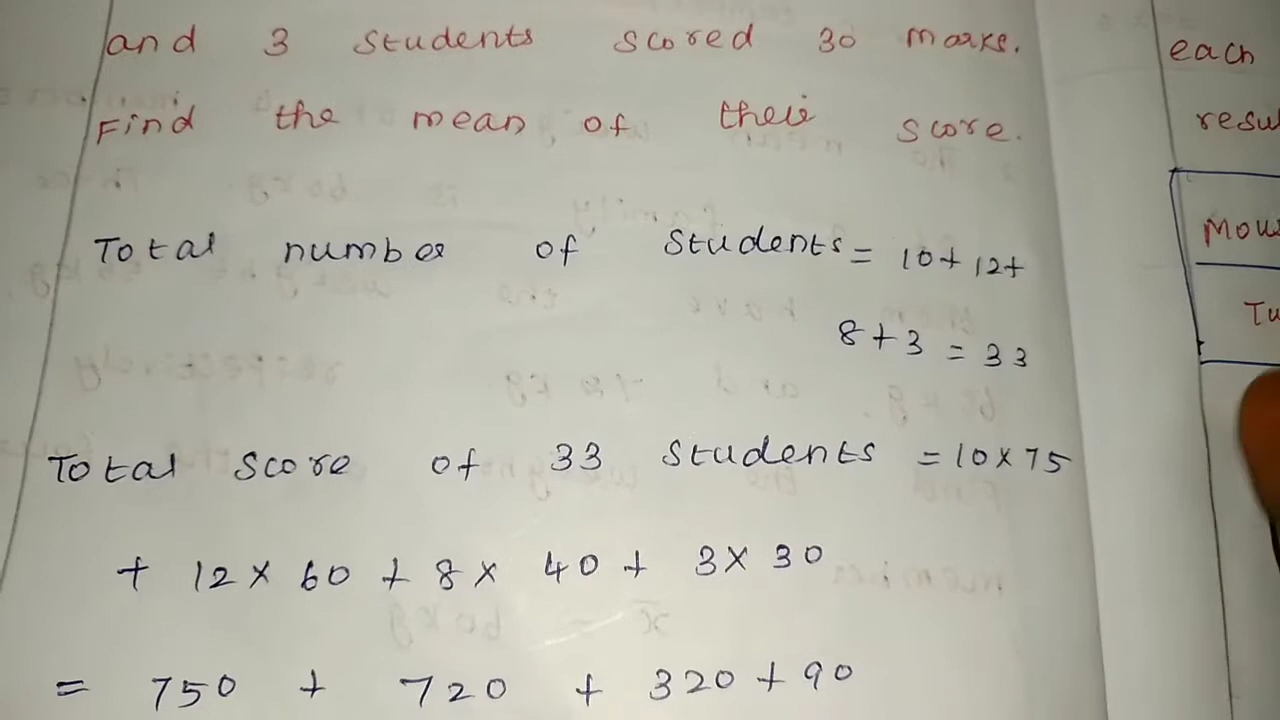 and 3 students scored 30 marks.
Find the mean of their score.
Total number of students = 10 + 12 +
8 + 3 = 33
Total score of 33 students = 10 × 75
+ 12 × 60 + 8 × 40 + 3 × 30
= 750 + 720 + 320 + 90
each
resu
Mou
Tu